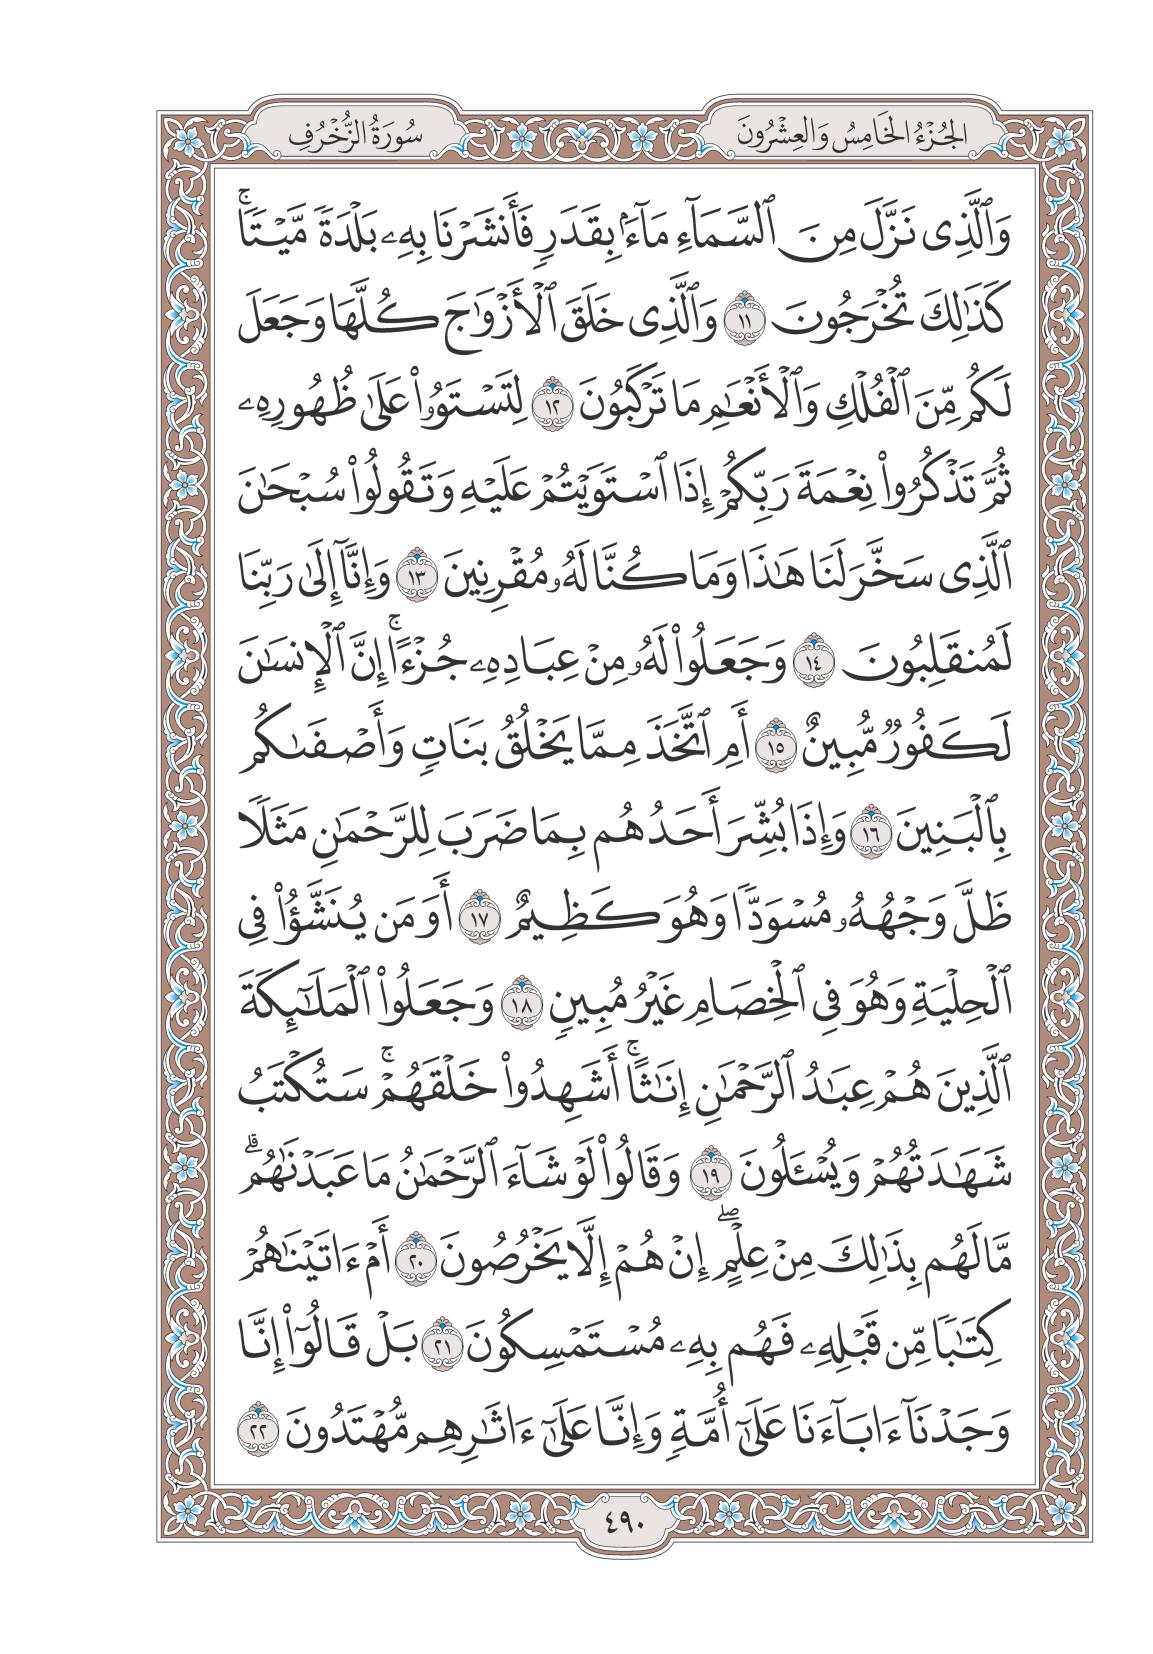 الجُزْءُ الخَامِسُ وَالعِشْرُونَ
سُورَةُ الزُّخْرُفِ
وَٱلَّذِى نَزَّلَ مِنَ ٱلسَّمَآءِ مَآءَۢ بِقَدَرٖ فَأَنشَرْنَا بِهِۦ بَلْدَةٗ مَّيْتٗاۚ
كَذَٰلِكَ تُخْرَجُونَ ١١ وَٱلَّذِى خَلَقَ ٱلْأَزْوَٰجَ كُلَّهَا وَجَعَلَ
لَكُم مِّنَ ٱلْفُلْكِ وَٱلْأَنْعَٰمِ مَا تَرْكَبُونَ ١٢ لِتَسْتَوُۥا۟ عَلَىٰ ظُهُورِهِۦ
ثُمَّ تَذْكُرُوا۟ نِعْمَةَ رَبِّكُمْ إِذَا ٱسْتَوَيْتُمْ عَلَيْهِ وَتَقُولُوا۟ سُبْحَٰنَ
ٱلَّذِى سَخَّرَ لَنَا هَٰذَا وَمَا كُنَّا لَهُۥ مُقْرِنِينَ ١٣ وَإِنَّآ إِلَىٰ رَبِّنَا
لَمُنقَلِبُونَ ١٤ وَجَعَلُوا۟ لَهُۥ مِنْ عِبَادِهِۦ جُزْءًاۚ إِنَّ ٱلْإِنسَٰنَ
لَكَفُورٞ مُّبِينٌ ١٥ أَمِ ٱتَّخَذَ مِمَّا يَخْلُقُ بَنَاتٖ وَأَصْفَىٰكُم
بِٱلْبَنِينَ ١٦ وَإِذَا بُشِّرَ أَحَدُهُم بِمَا ضَرَبَ لِلرَّحْمَٰنِ مَثَلٗا
ظَلَّ وَجْهُهُۥ مُسْوَدّٗا وَهُوَ كَظِيمٌ ١٧ أَوَمَن يُنَشَّؤُا۟ فِى
ٱلْحِلْيَةِ وَهُوَ فِى ٱلْخِصَامِ غَيْرُ مُبِينٖ ١٨ وَجَعَلُوا۟ ٱلْمَلَٰٓئِكَةَ
ٱلَّذِينَ هُمْ عِبَٰدُ ٱلرَّحْمَٰنِ إِنَٰثًاۚ أَشَهِدُوا۟ خَلْقَهُمْۚ سَتُكْتَبُ
شَهَٰدَتُهُمْ وَيُسْـَٔلُونَ ١٩ وَقَالُوا۟ لَوْ شَآءَ ٱلرَّحْمَٰنُ مَا عَبَدْنَٰهُمۗ
مَّا لَهُم بِذَٰلِكَ مِنْ عِلْمٍۖ إِنْ هُمْ إِلَّا يَخْرُصُونَ ٢٠ أَمْ ءَاتَيْنَٰهُمْ
كِتَٰبٗا مِّن قَبْلِهِۦ فَهُم بِهِۦ مُسْتَمْسِكُونَ ٢١ بَلْ قَالُوٓا۟ إِنَّا
وَجَدْنَآ ءَابَآءَنَا عَلَىٰٓ أُمَّةٖ وَإِنَّا عَلَىٰٓ ءَاثَٰرِهِم مُّهْتَدُونَ ٢٢
٤٩٠